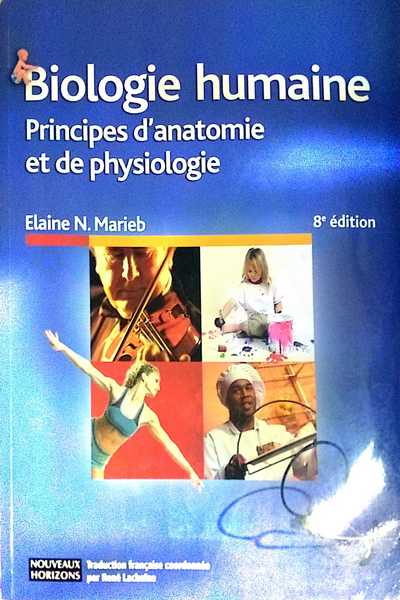 Biologie humaine
Principes d'anatomie
et de physiologie
Elaine N. Marieb
8e édition
NOUVEAUX
HORIZONS
Traduction française coordonnée
par René Lachaîne